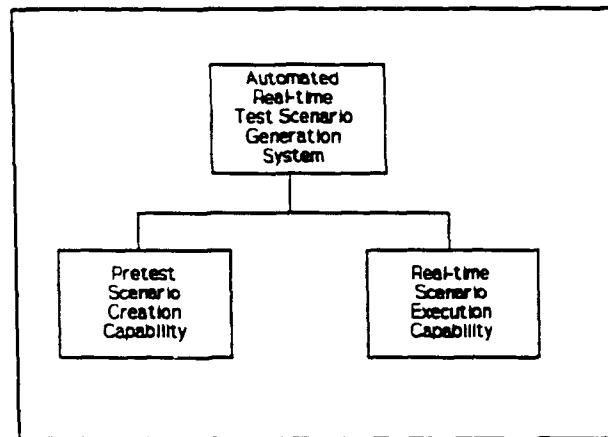 Automated
Real-time
Test Scenario
Generation
System
Pretest
Scenario
Creation
Capability
Real-time
Scenario
Execution
Capability